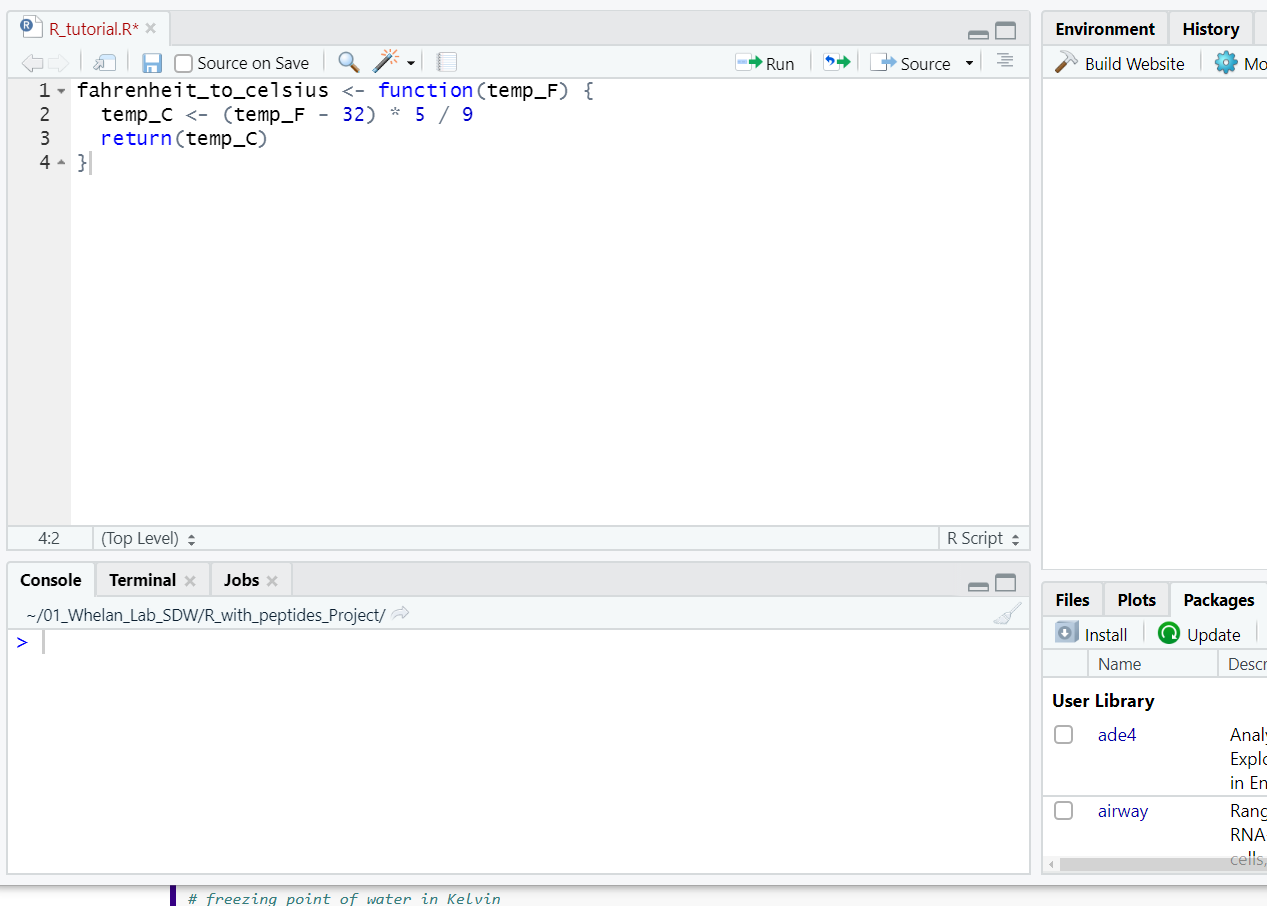 R_tutorial.R*
Source on Save
Run
Source
1 fahrenheit_to_celsius <- function(temp_F) {
2 temp_C <- (temp_F - 32) * 5 / 9
3 return(temp_C)
4 }
4:2 (Top Level) R Script
Console Terminal Jobs
~/01_Whelan_Lab_SDW/R_with_peptides_Project/
>
Environment History
Build Website Mo
Files Plots Packages
Install Update
Name Descr
User Library
ade4 Analy
Explo
in En
airway Rang
RNA
cells,
# freezing point of water in Kelvin